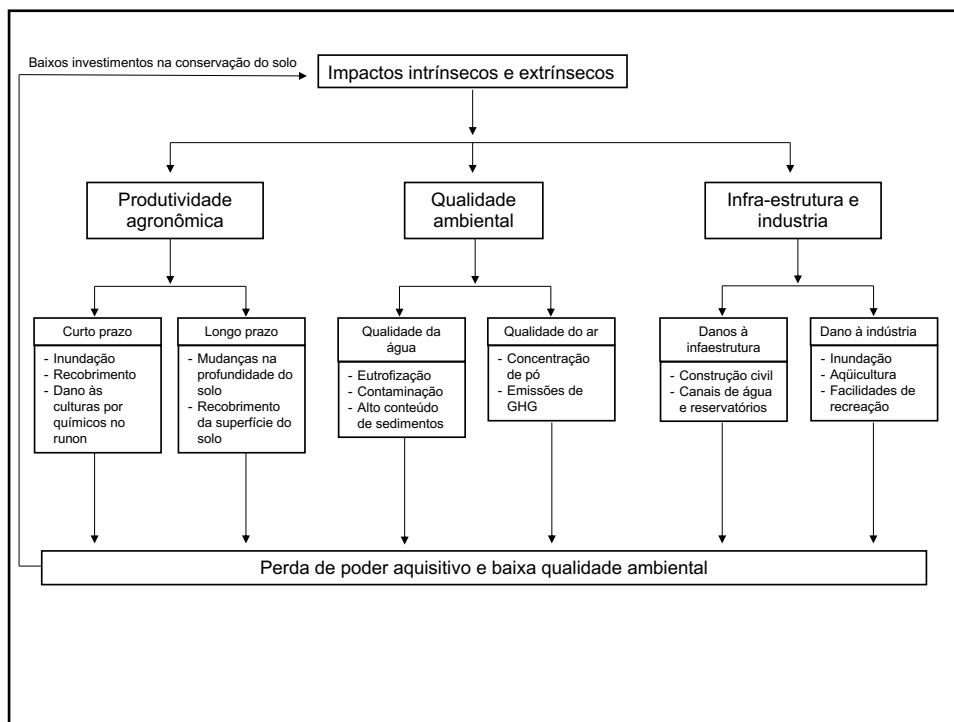 Baixos investimentos na conservação do solo
Impactos intrínsecos e extrínsecos
Produtividade
agronômica
Qualidade
ambiental
Infra-estrutura e
industria
Curto prazo
- Inundação
- Recobrimento
- Dano às
culturas por
químicos no
runon
Longo prazo
- Mudanças na
profundidade do
solo
- Recobrimento
da superfície do
solo
Qualidade da
água
- Eutrofização
- Contaminação
- Alto conteúdo
de sedimentos
Qualidade do ar
- Concentração
de pó
- Emissões de
GHG
Danos à
infaestrutura
- Construção civil
- Canais de água
e reservatórios
Dano à indústria
- Inundação
- Aqüicultura
- Facilidades de
recreação
Perda de poder aquisitivo e baixa qualidade ambiental